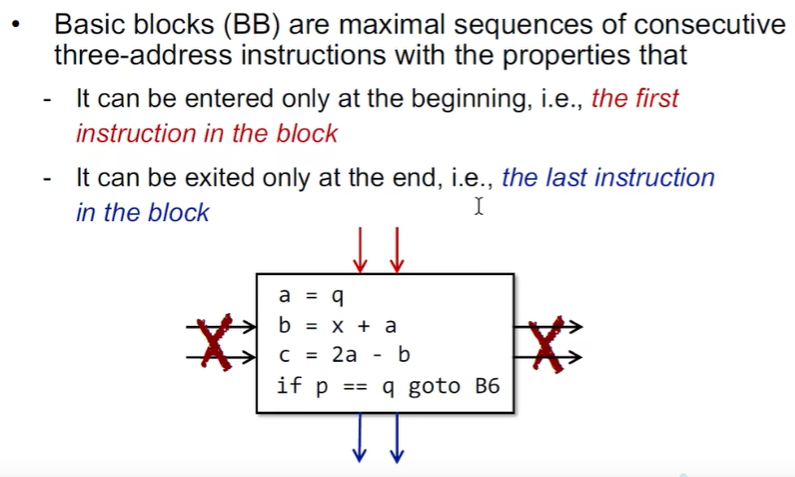 • Basic blocks (BB) are maximal sequences of consecutive
three-address instructions with the properties that
- It can be entered only at the beginning, i.e., the first
instruction in the block
- It can be exited only at the end, i.e., the last instruction
in the block
a = q
b = x + a
c = 2a - b
if p == q goto B6